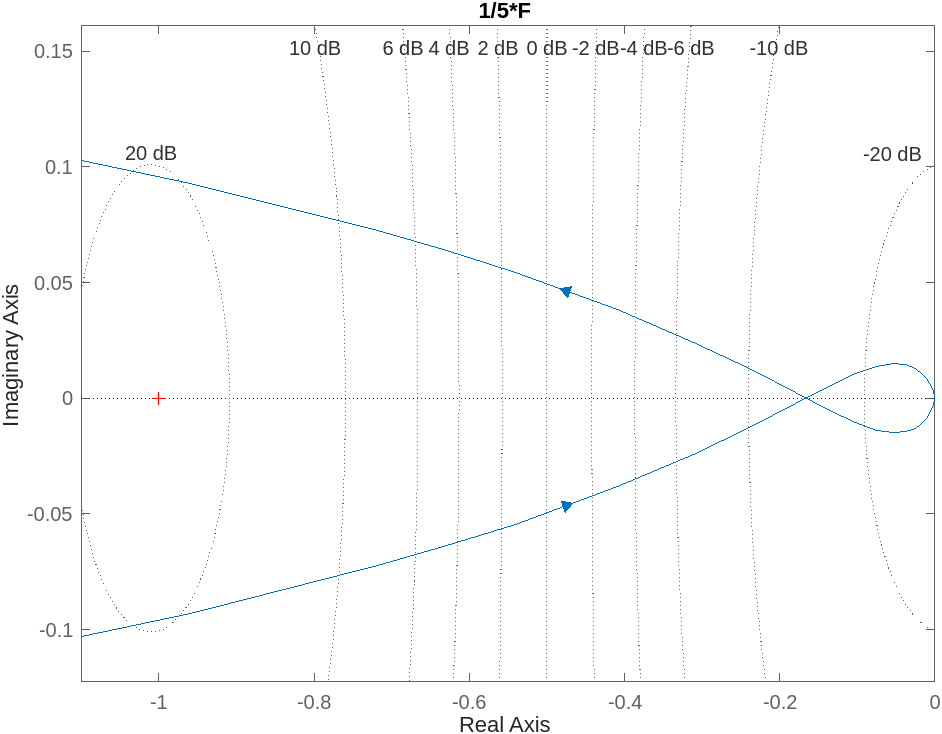 1/5*F
10 dB
6 dB
4 dB
2 dB
0 dB
-2 dB
-4 dB
-6 dB
-10 dB
20 dB
-20 dB
0.15
0.1
0.05
0
-0.05
-0.1
Imaginary Axis
-1
-0.8
-0.6
-0.4
-0.2
0
Real Axis